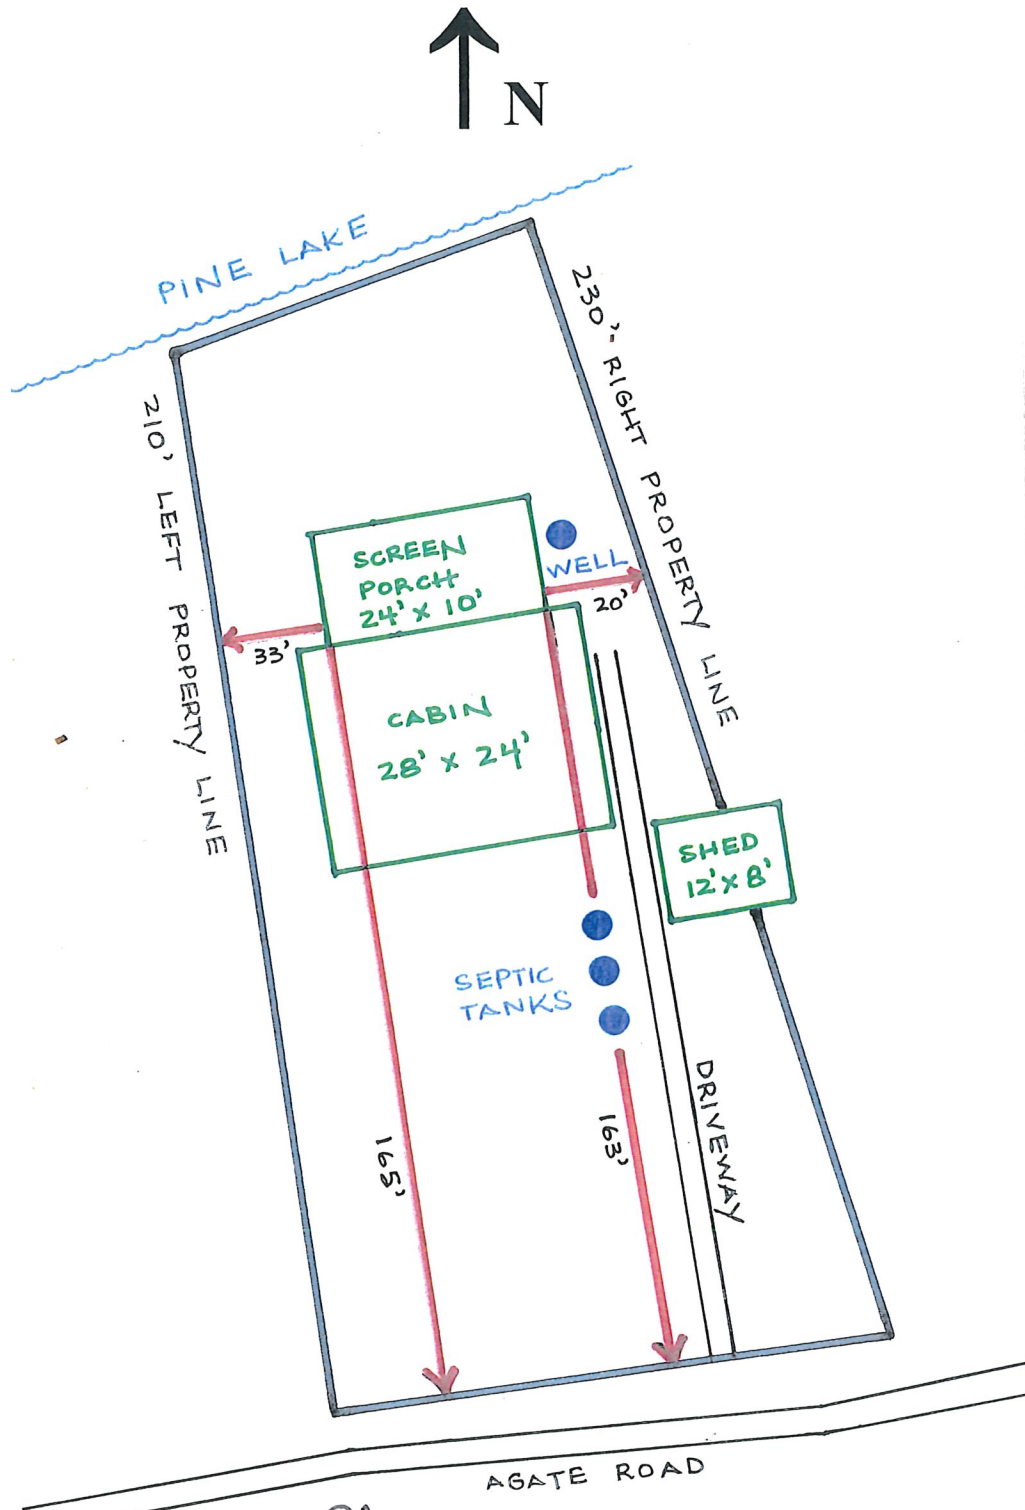 N
PINE LAKE
230'- RIGHT PROPERTY LINE
210' LEFT PROPERTY LINE
SCREEN
PORCH
24' X 10'
WELL
20'
33'
CABIN
28' X 24'
SHED
12' X 8'
SEPTIC
TANKS
DRIVEWAY
165'
163'
AGATE ROAD